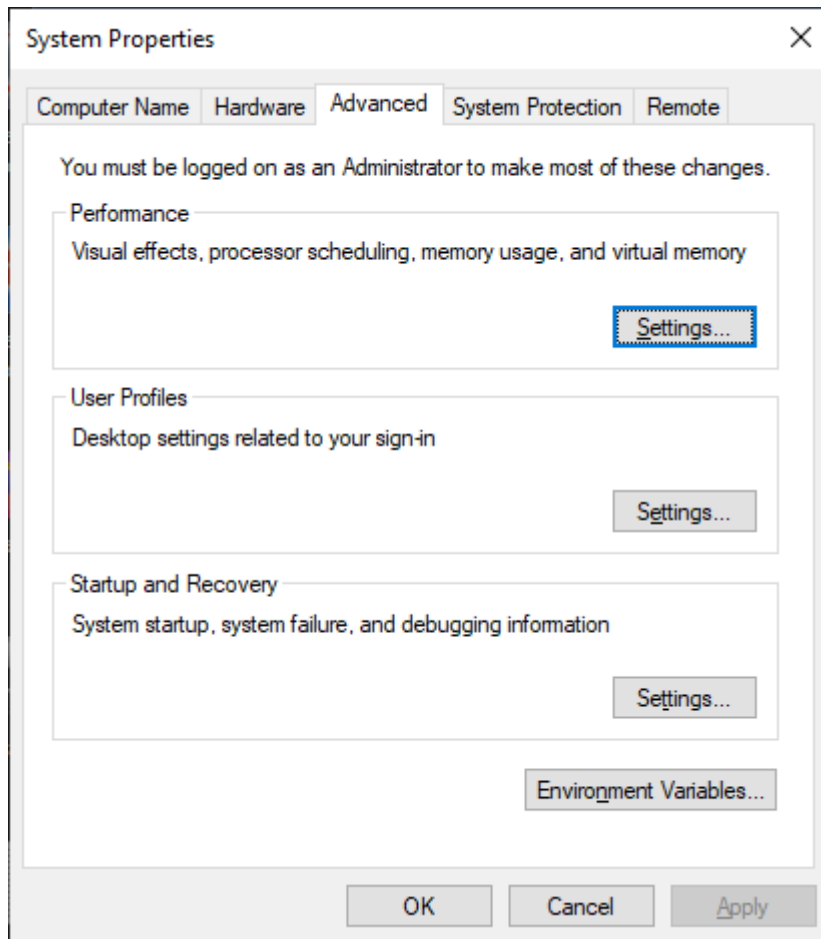 System Properties
Computer Name
Hardware
Advanced
System Protection
Remote
You must be logged on as an Administrator to make most of these changes.
Performance
Visual effects, processor scheduling, memory usage, and virtual memory
Settings...
User Profiles
Desktop settings related to your sign-in
Settings...
Startup and Recovery
System startup, system failure, and debugging information
Settings...
Environment Variables...
OK
Cancel
Apply